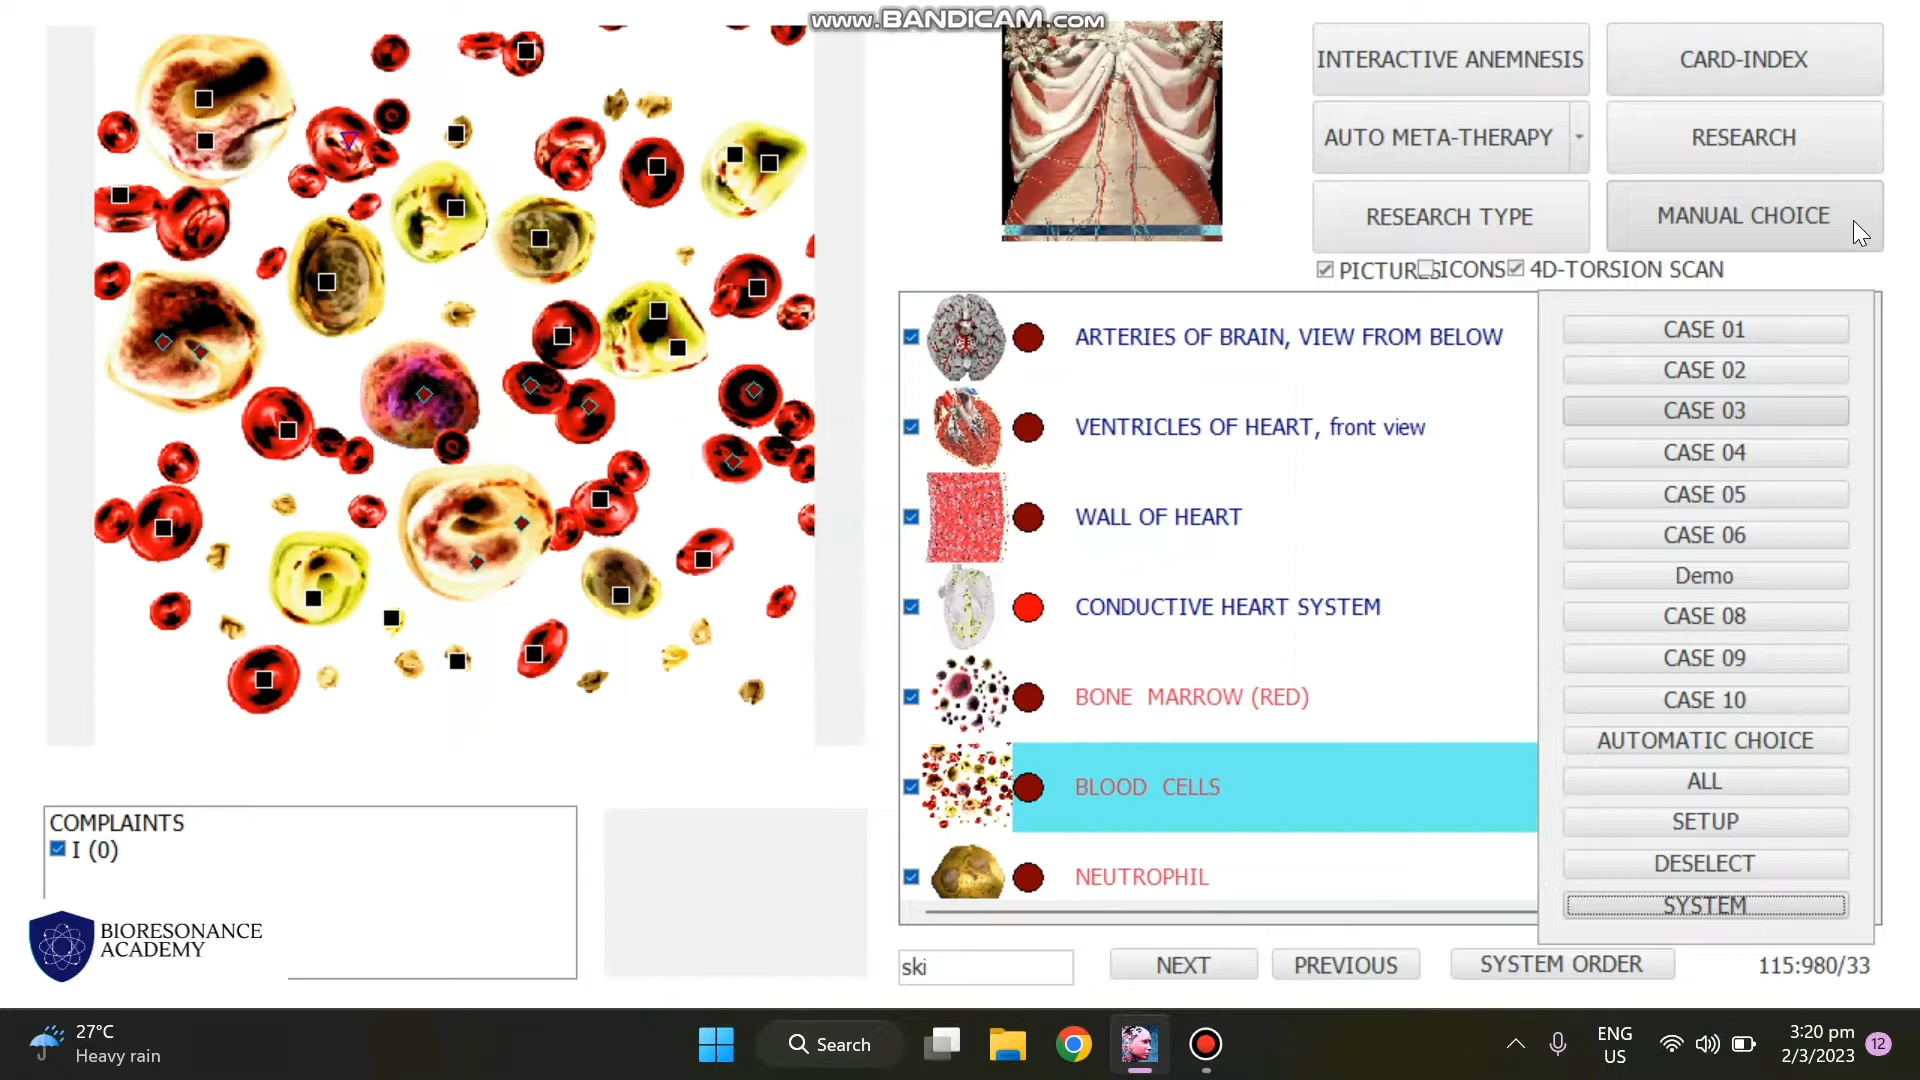 www.BANDICAM.com
INTERACTIVE ANEMNESIS
CARD-INDEX
AUTO META-THERAPY
RESEARCH
RESEARCH TYPE
MANUAL CHOICE
PICTURES
ICONS
4D-TORSION SCAN
ARTERIES OF BRAIN, VIEW FROM BELOW
VENTRICLES OF HEART, front view
WALL OF HEART
CONDUCTIVE HEART SYSTEM
BONE MARROW (RED)
BLOOD CELLS
NEUTROPHIL
CASE 01
CASE 02
CASE 03
CASE 04
CASE 05
CASE 06
Demo
CASE 08
CASE 09
CASE 10
AUTOMATIC CHOICE
ALL
SETUP
DESELECT
SYSTEM
COMPLAINTS
I (0)
BIORESONANCE
ACADEMY
ski
NEXT
PREVIOUS
SYSTEM ORDER
115:980/33
27°C
Heavy rain
Search
ENG
US
3:20 pm
2/3/2023
12